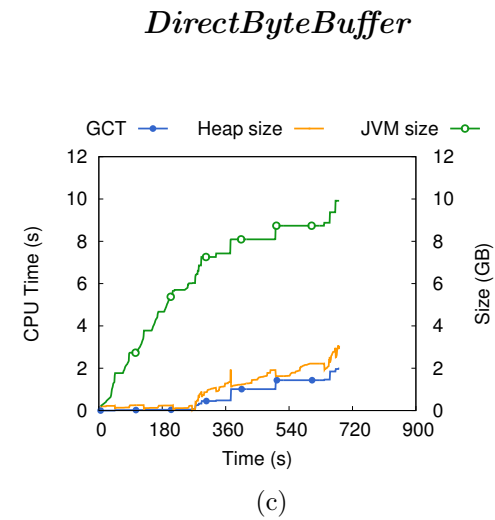 DirectByteBuffer
GCT Heap size JVM size
12 12
10 10
8 8
6 6
4 4
2 2
0 0
CPU Time (s)
Size (GB)
0 180 360 540 720 900
Time (s)
(c)